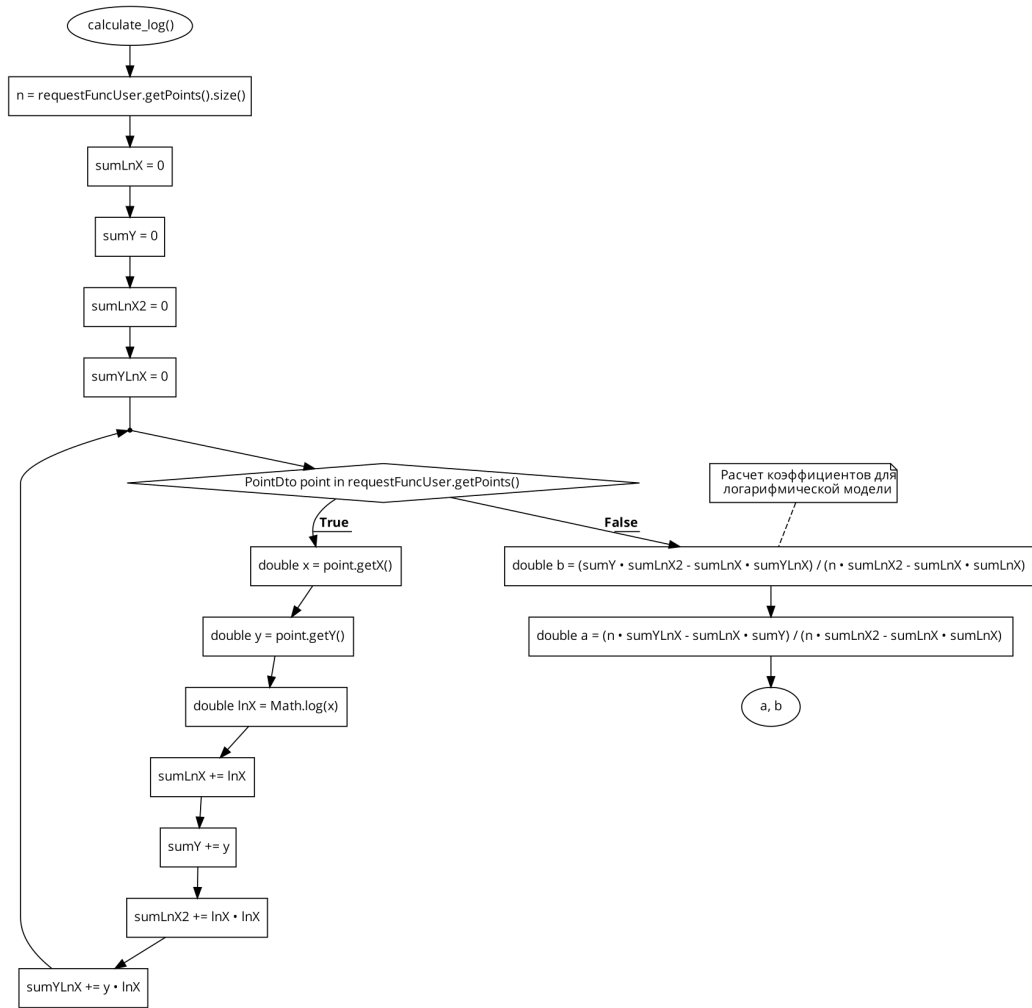 calculate_log()
n = requestFuncUser.getPoints().size()
sumLnX = 0
sumY = 0
sumLnX2 = 0
sumYLnX = 0
PointDto point in requestFuncUser.getPoints()
True
double x = point.getX()
double y = point.getY()
double lnX = Math.log(x)
sumLnX += lnX
sumY += y
sumLnX2 += lnX • lnX
sumYLnX += y • lnX
False
Расчет коэффициентов для
логарифмической модели
double b = (sumY • sumLnX2 - sumLnX • sumYLnX) / (n • sumLnX2 - sumLnX • sumLnX)
double a = (n • sumYLnX - sumLnX • sumY) / (n • sumLnX2 - sumLnX • sumLnX)
a, b